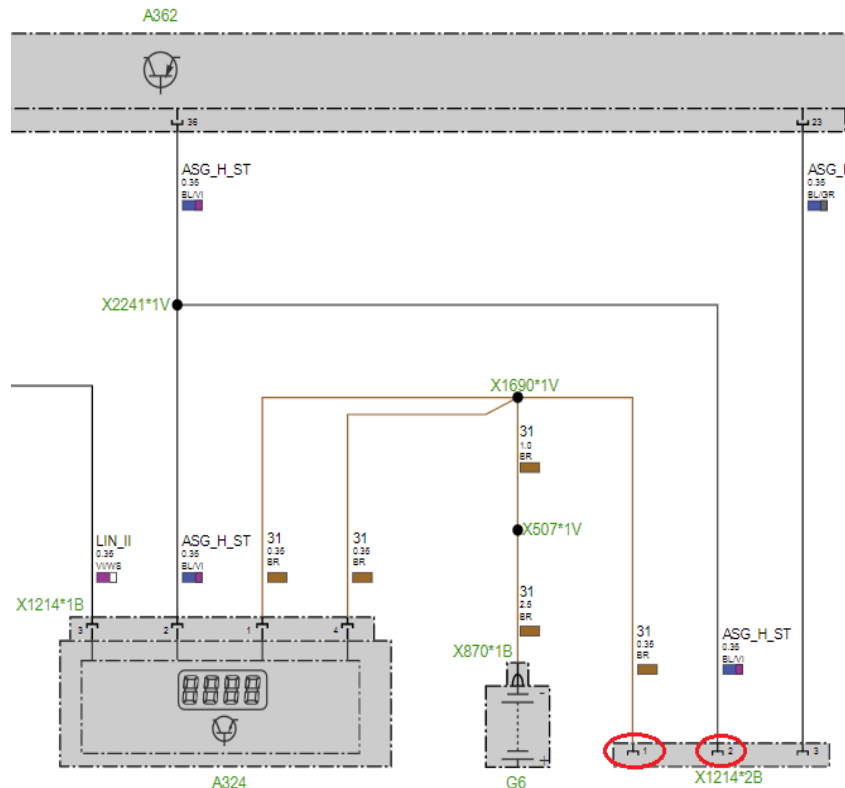 A362
36
23
ASG_H_ST
0.35
BL/VI
ASG_
0.35
BL/GR
X2241*1V
X1690*1V
31
1.0
BR
X507*1V
LIN_II
0.35
VI/WS
ASG_H_ST
0.35
BL/VI
31
0.35
BR
31
0.35
BR
31
2.5
BR
X1214*1B
3
2
1
4
X870*1B
31
0.35
BR
ASG_H_ST
0.35
BL/VI
8888
-
+
1
2
3
A324
G6
X1214*2B